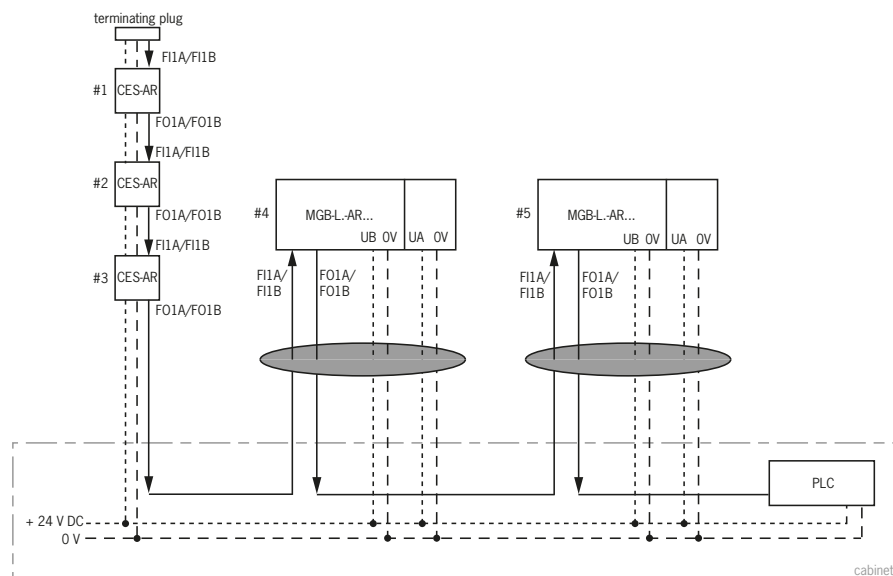 terminating plug
FI1A/FI1B
#1
CES-AR
FO1A/FO1B
FI1A/FI1B
#2
CES-AR
FO1A/FO1B
FI1A/FI1B
#3
CES-AR
FO1A/FO1B
#4
MGB-L.-AR...
UB 0V UA 0V
FI1A/
FI1B
FO1A/
FO1B
#5
MGB-L.-AR...
UB 0V UA 0V
FI1A/
FI1B
FO1A/
FO1B
PLC
+ 24 V DC
0 V
cabinet